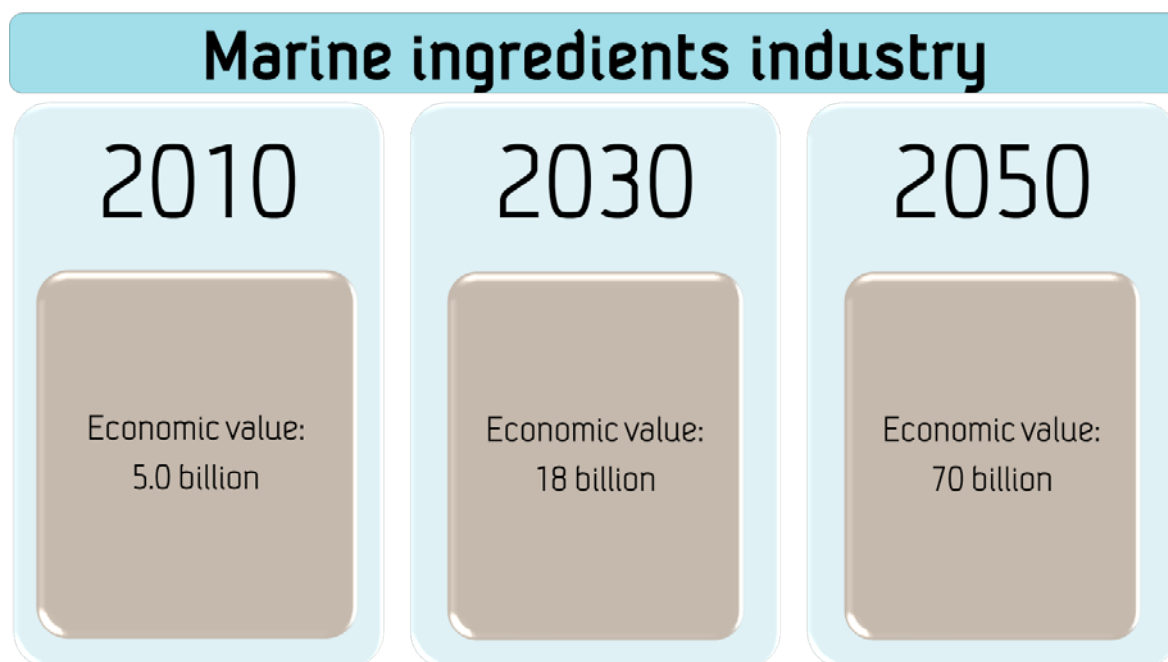 Marine ingredients industry
2010
Economic value:
5.0 billion
2030
Economic value:
18 billion
2050
Economic value:
70 billion